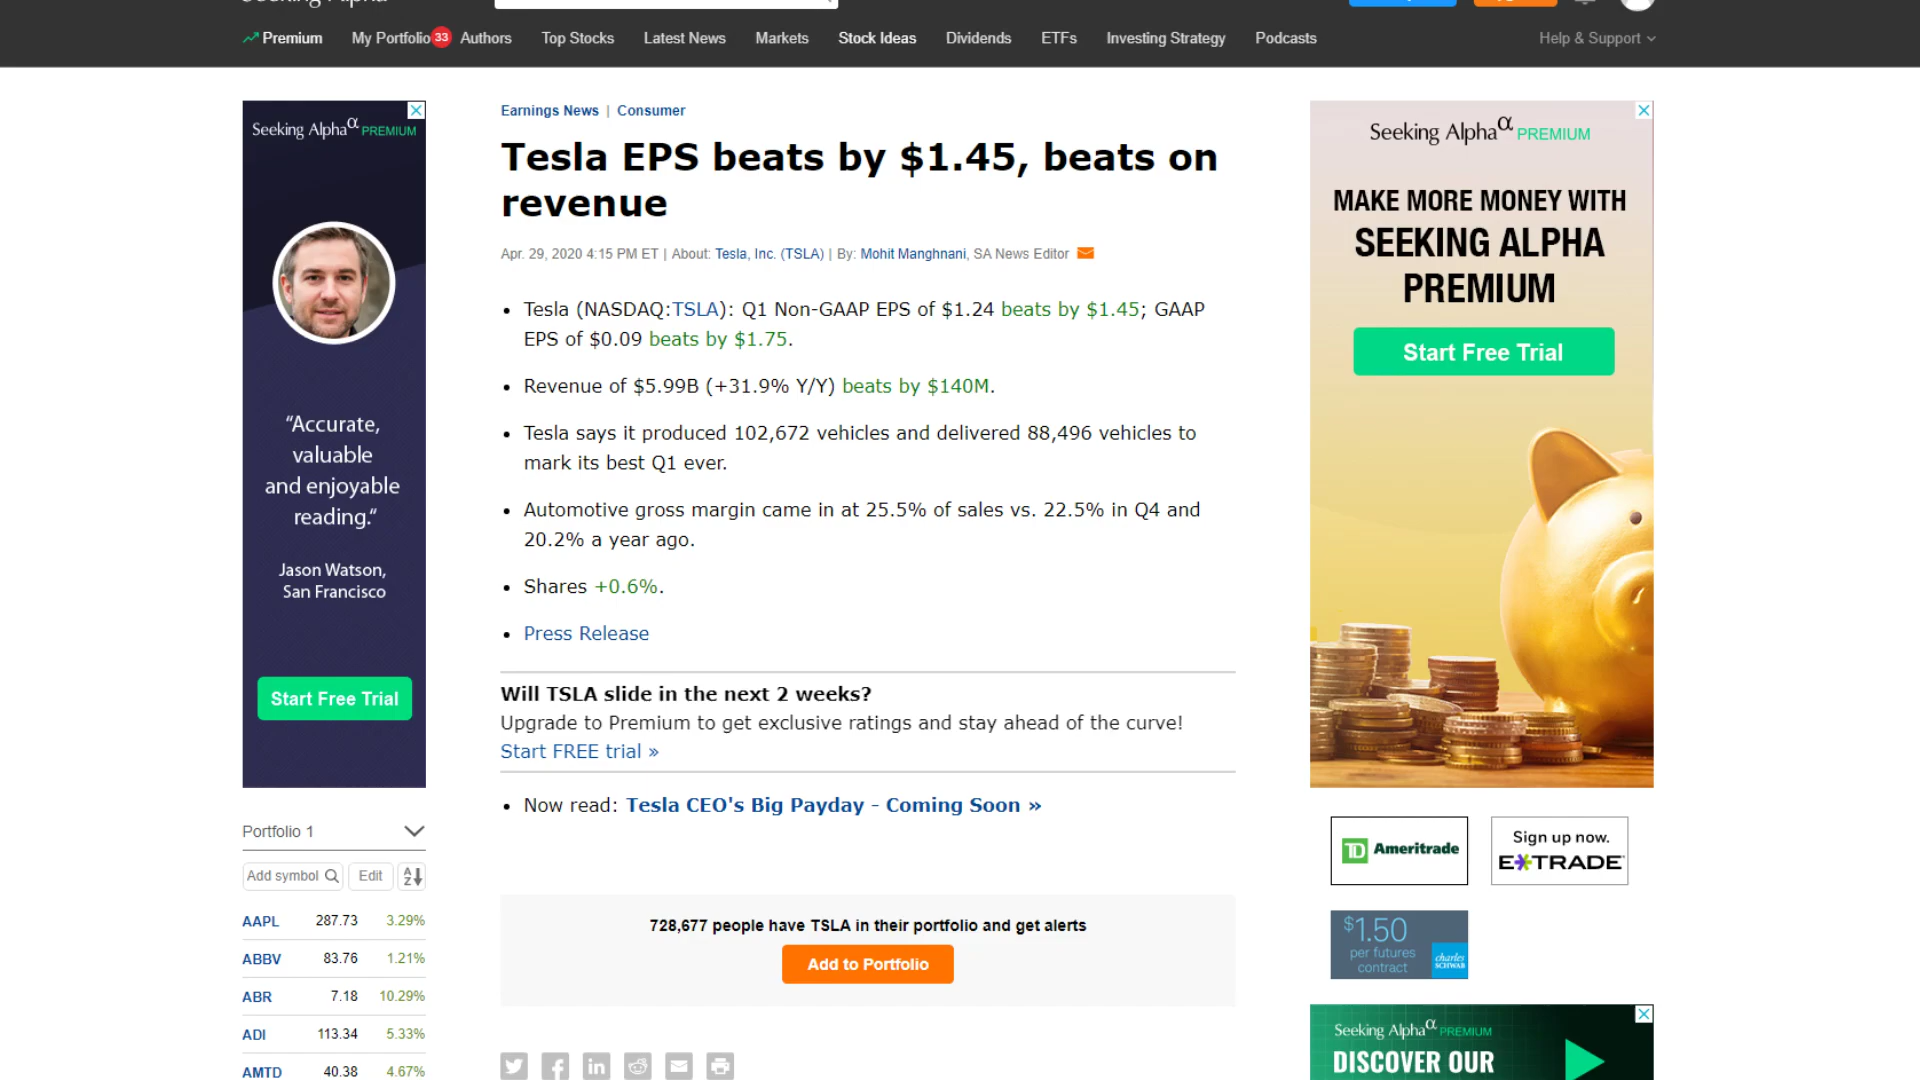 Premium My Portfolio 33 Authors Top Stocks Latest News Markets Stock Ideas Dividends ETFs Investing Strategy Podcasts Help & Support
Seeking Alphaα PREMIUM
“Accurate,
valuable
and enjoyable
reading.“
Jason Watson,
San Francisco
Start Free Trial
Portfolio 1
Add symbol Edit AZ
AAPL 287.73 3.29%
ABBV 83.76 1.21%
ABR 7.18 10.29%
ADI 113.34 5.33%
AMTD 40.38 4.67%
Earnings News | Consumer
Tesla EPS beats by $1.45, beats on
revenue
Apr. 29, 2020 4:15 PM ET | About: Tesla, Inc. (TSLA) | By: Mohit Manghnani, SA News Editor
• Tesla (NASDAQ:TSLA): Q1 Non-GAAP EPS of $1.24 beats by $1.45; GAAP
EPS of $0.09 beats by $1.75.
• Revenue of $5.99B (+31.9% Y/Y) beats by $140M.
• Tesla says it produced 102,672 vehicles and delivered 88,496 vehicles to
mark its best Q1 ever.
• Automotive gross margin came in at 25.5% of sales vs. 22.5% in Q4 and
20.2% a year ago.
• Shares +0.6%.
• Press Release
Will TSLA slide in the next 2 weeks?
Upgrade to Premium to get exclusive ratings and stay ahead of the curve!
Start FREE trial »
• Now read: Tesla CEO's Big Payday - Coming Soon »
728,677 people have TSLA in their portfolio and get alerts
Add to Portfolio
Seeking Alphaα PREMIUM
MAKE MORE MONEY WITH
SEEKING ALPHA
PREMIUM
Start Free Trial
TD Ameritrade
Sign up now.
E*TRADE
$1.50
per futures
contract
charles
SCHWAB
Seeking Alphaα PREMIUM
DISCOVER OUR